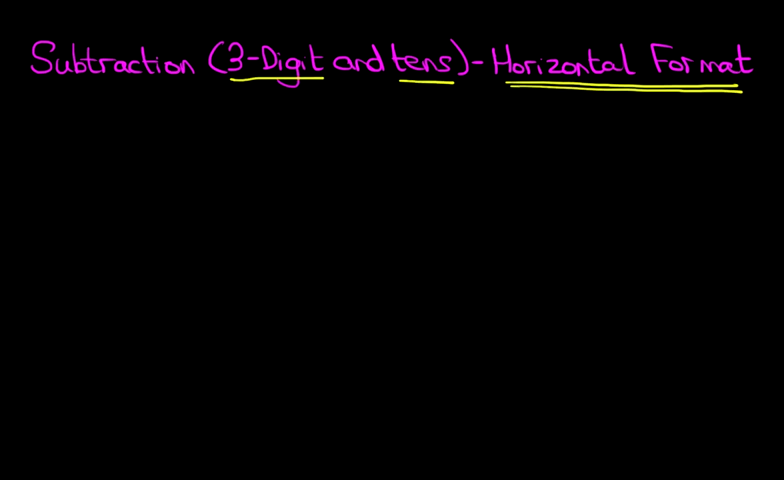 Subtraction (3-Digit and tens)- Horizontal Format